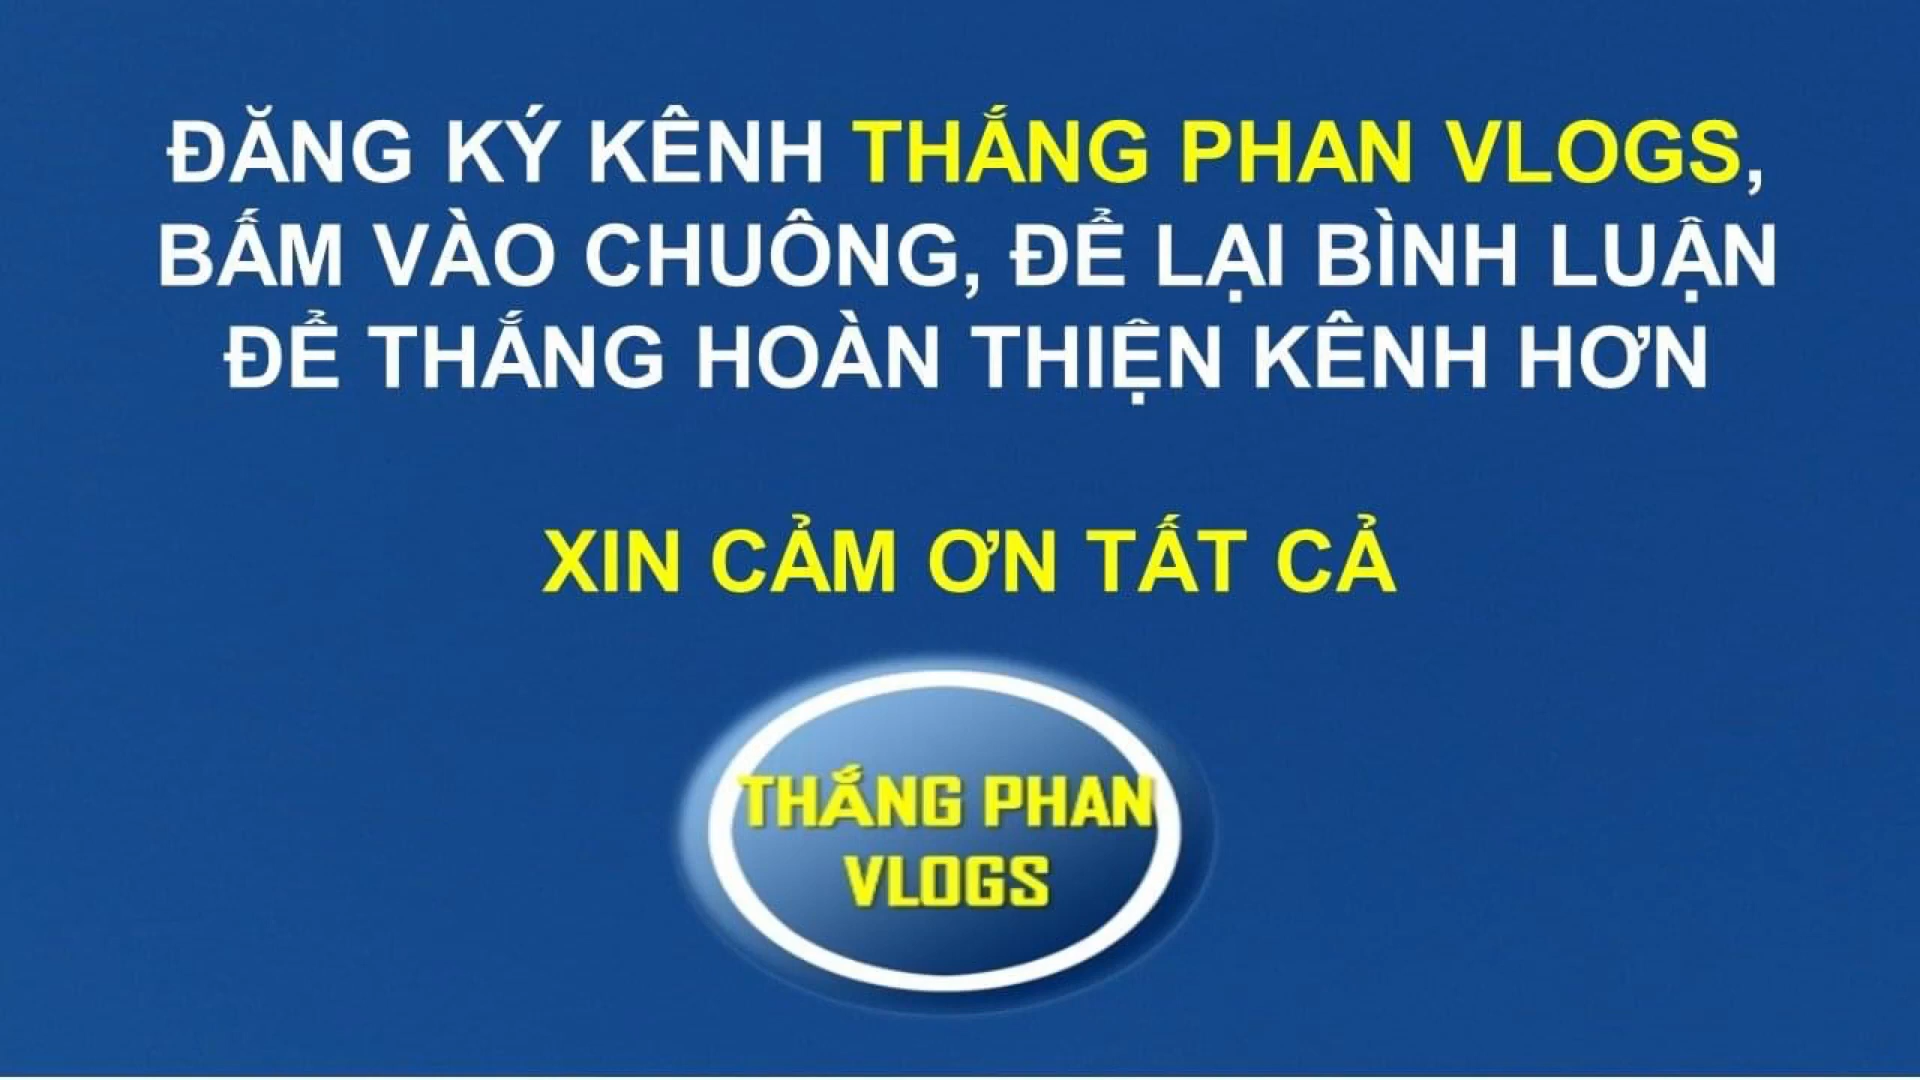 ĐĂNG KÝ KÊNH THẮNG PHAN VLOGS,
BẤM VÀO CHUÔNG, ĐỂ LẠI BÌNH LUẬN
ĐỂ THẮNG HOÀN THIỆN KÊNH HƠN
XIN CẢM ƠN TẤT CẢ
THẮNG PHAN
VLOGS